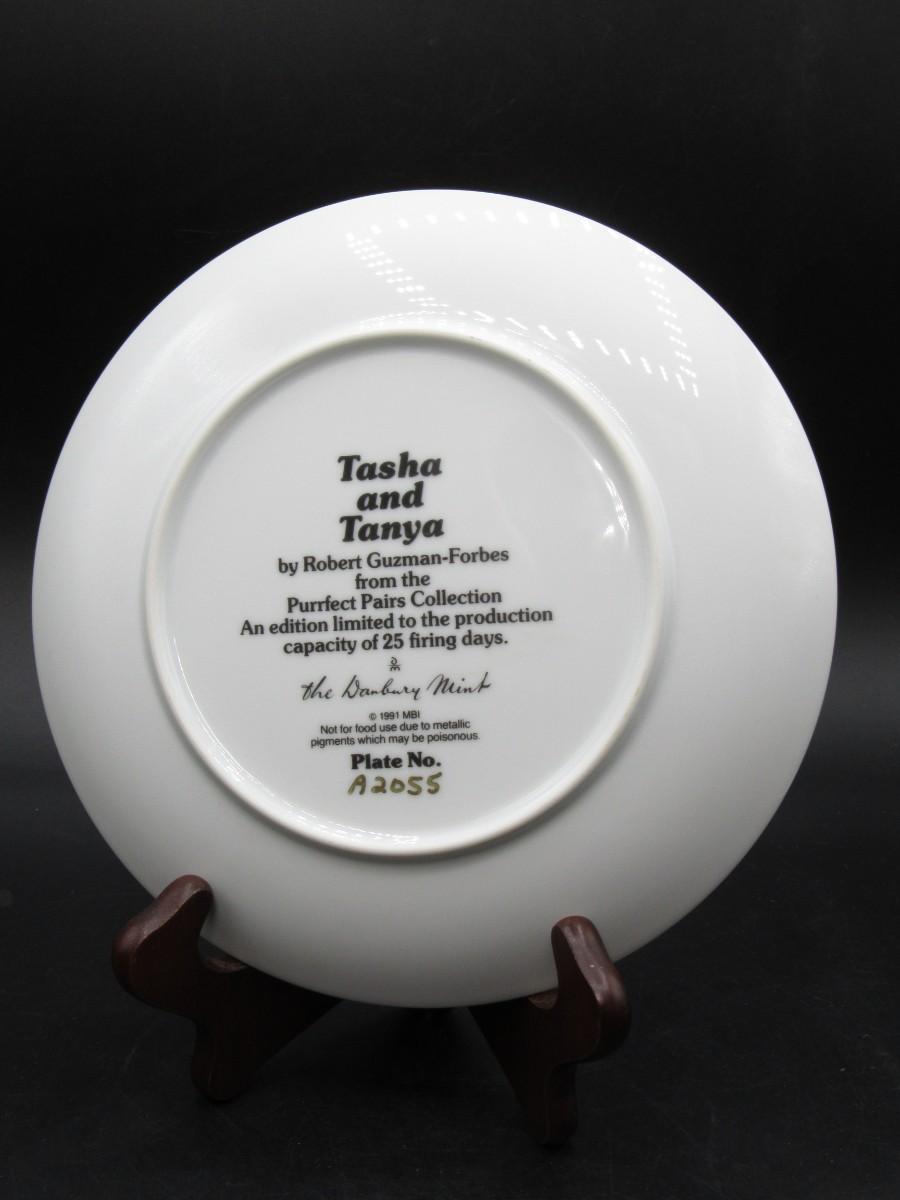 Tasha
and
Tanya
by Robert Guzman-Forbes
from the
Purrfect Pairs Collection
An edition limited to the production
capacity of 25 firing days.
DM
the Danbury Mint
© 1991 MBI
Not for food use due to metallic
pigments which may be poisonous.
Plate No.
A2055